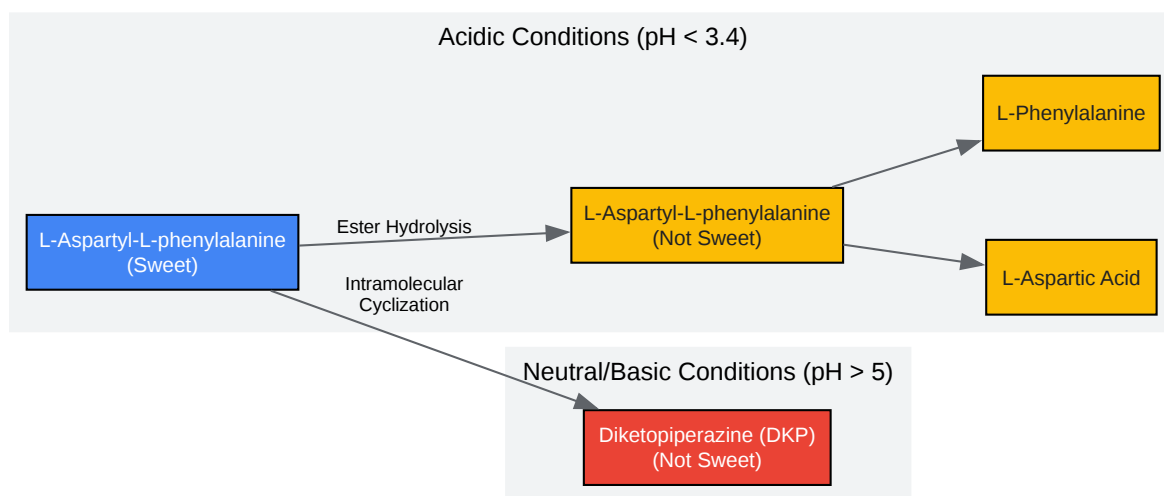 Acidic Conditions (pH < 3.4)
L-Phenylalanine
L-Aspartyl-L-phenylalanine
(Sweet)
Ester Hydrolysis
L-Aspartyl-L-phenylalanine
(Not Sweet)
L-Aspartic Acid
Intramolecular
Cyclization
Neutral/Basic Conditions (pH > 5)
Diketopiperazine (DKP)
(Not Sweet)